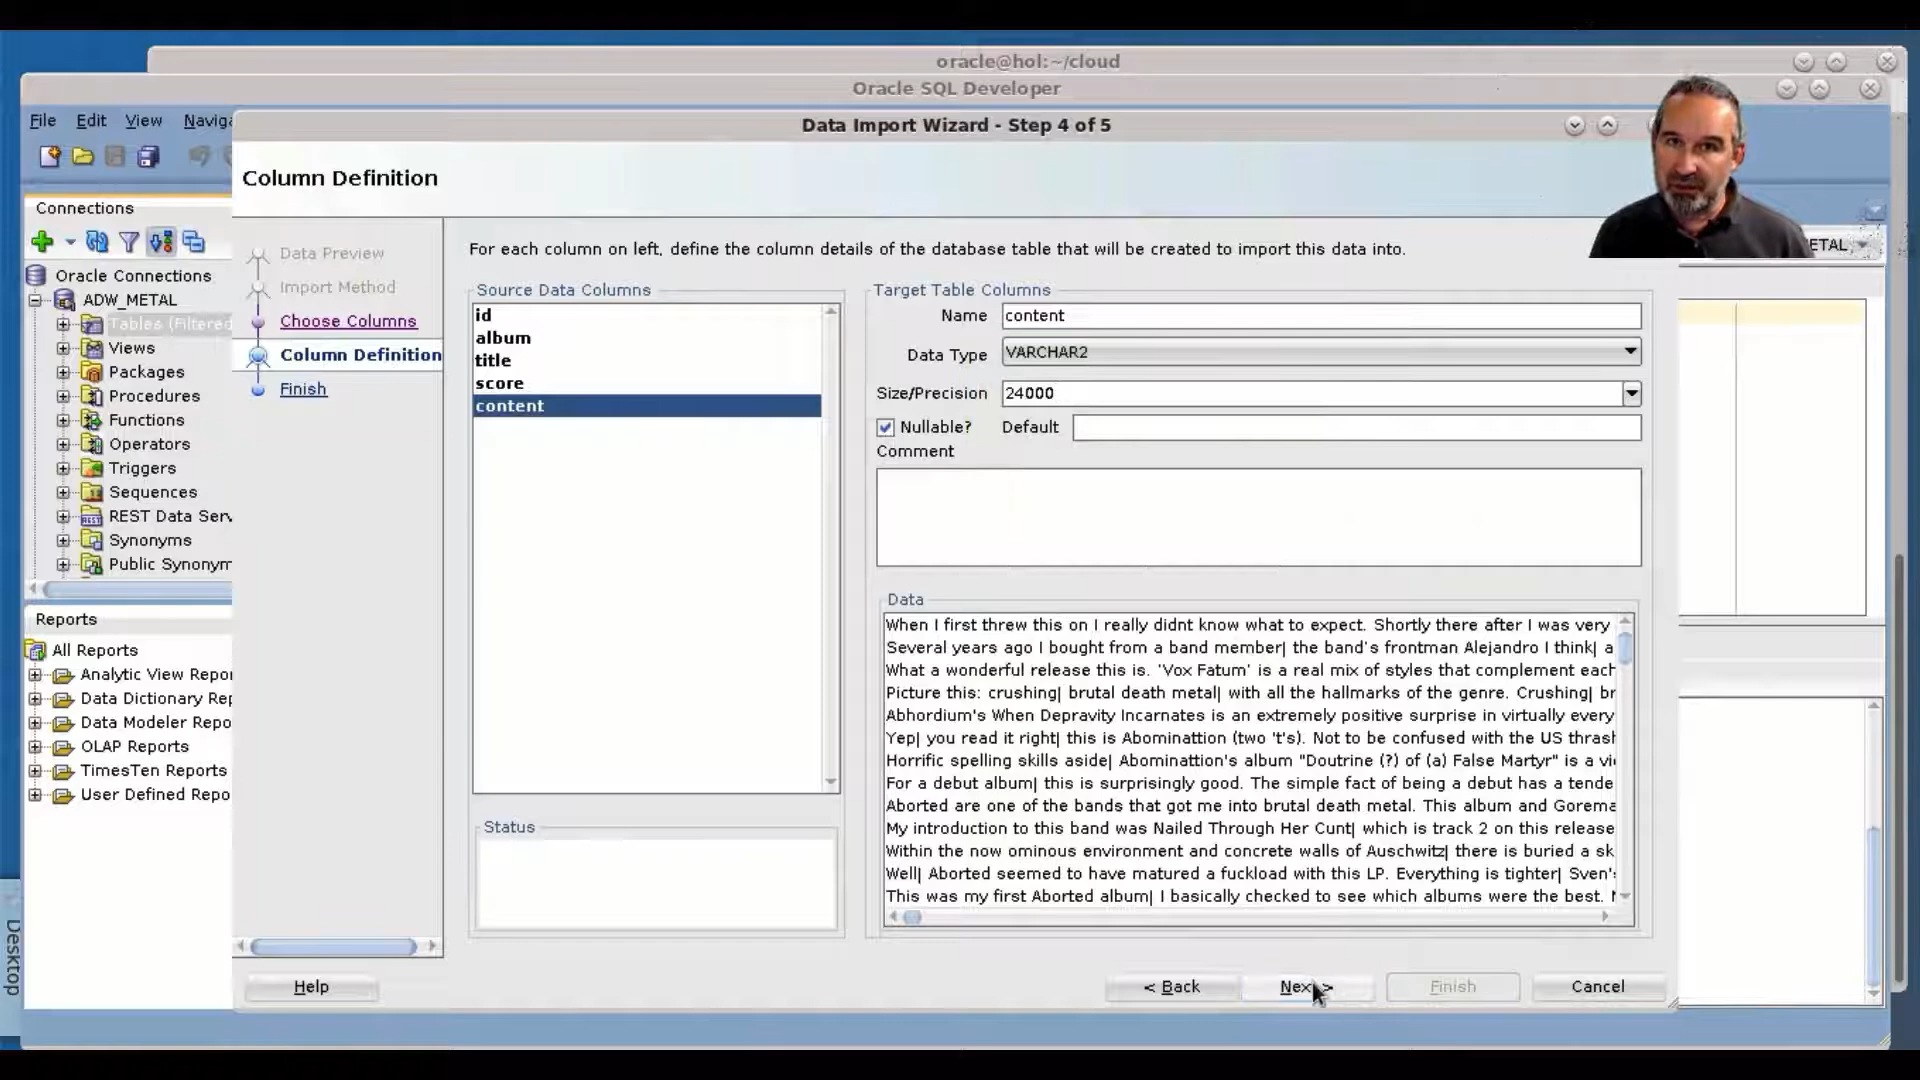 oracle@hol:~/cloud
Oracle SQL Developer
File Edit View Naviga
Data Import Wizard - Step 4 of 5
Column Definition
Connections
Oracle Connections
ADW_METAL
Tables (Filtered
Views
Packages
Procedures
Functions
Operators
Triggers
Sequences
REST Data Serv
Synonyms
Public Synonym
Reports
All Reports
Analytic View Repor
Data Dictionary Rep
Data Modeler Repo
OLAP Reports
TimesTen Reports
User Defined Repo
Desktop
Data Preview
Import Method
Choose Columns
Column Definition
Finish
For each column on left, define the column details of the database table that will be created to import this data into.
Source Data Columns
id
album
title
score
content
Status
Target Table Columns
Name content
Data Type VARCHAR2
Size/Precision 24000
Nullable? Default
Comment
Data
When I first threw this on I really didnt know what to expect. Shortly there after I was very
Several years ago I bought from a band member| the band's frontman Alejandro I think| a
What a wonderful release this is. 'Vox Fatum' is a real mix of styles that complement each
Picture this: crushing| brutal death metal| with all the hallmarks of the genre. Crushing| br
Abhordium's When Depravity Incarnates is an extremely positive surprise in virtually every
Yep| you read it right| this is Abominattion (two 't's). Not to be confused with the US thrash
Horrific spelling skills aside| Abominattion's album "Doutrine (?) of (a) False Martyr" is a vi
For a debut album| this is surprisingly good. The simple fact of being a debut has a tende
Aborted are one of the bands that got me into brutal death metal. This album and Gorema
My introduction to this band was Nailed Through Her Cunt| which is track 2 on this release
Within the now ominous environment and concrete walls of Auschwitz| there is buried a sk
Well| Aborted seemed to have matured a fuckload with this LP. Everything is tighter| Sven's
This was my first Aborted album| I basically checked to see which albums were the best.
ETAL
Help
< Back
Next >
Finish
Cancel